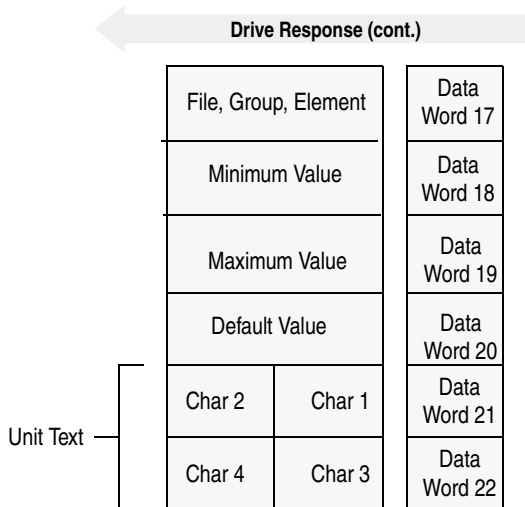 Drive Response (cont.)
File, Group, Element
Data
Word 17
Minimum Value
Data
Word 18
Maximum Value
Data
Word 19
Default Value
Data
Word 20
Unit Text
Char 2
Char 1
Data
Word 21
Char 4
Char 3
Data
Word 22